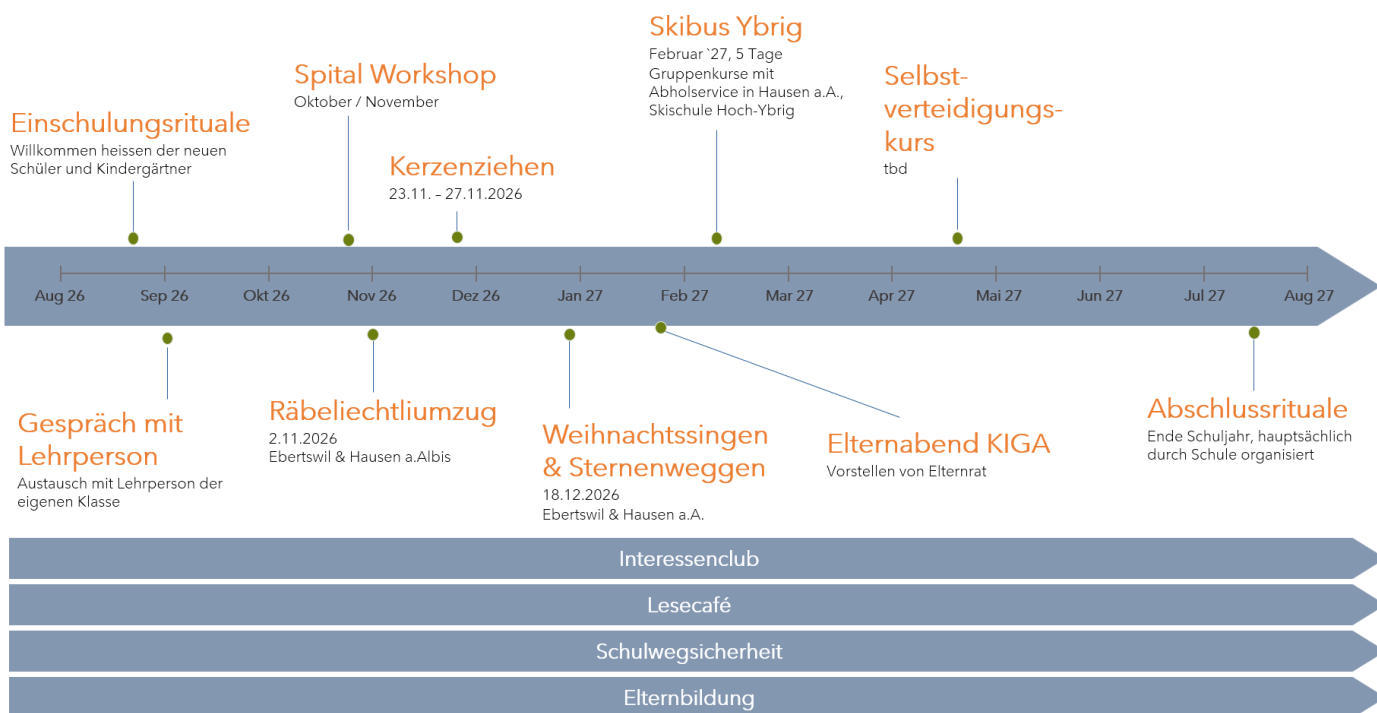 Skibus Ybrig
Februar `27, 5 Tage
Gruppenkurse mit
Abholservice in Hausen a.A.,
Skischule Hoch-Ybrig
Spital Workshop
Oktober / November
Selbst-
verteidigungs-
kurs
tbd
Einschulungsrituale
Willkommen heissen der neuen
Schüler und Kindergärtner
Kerzenziehen
23.11. – 27.11.2026
Aug 26
Sep 26
Okt 26
Nov 26
Dez 26
Jan 27
Feb 27
Mar 27
Apr 27
Mai 27
Jun 27
Jul 27
Aug 27
Gespräch mit
Lehrperson
Austausch mit Lehrperson der
eigenen Klasse
Räbeliechtliumzug
2.11.2026
Ebertswil & Hausen a.Albis
Weihnachtssingen
& Sternenweggen
18.12.2026
Ebertswil & Hausen a.A.
Elternabend KIGA
Vorstellen von Elternrat
Abschlussrituale
Ende Schuljahr, hauptsächlich
durch Schule organisiert
Interessenclub
Lesecafé
Schulwegsicherheit
Elternbildung